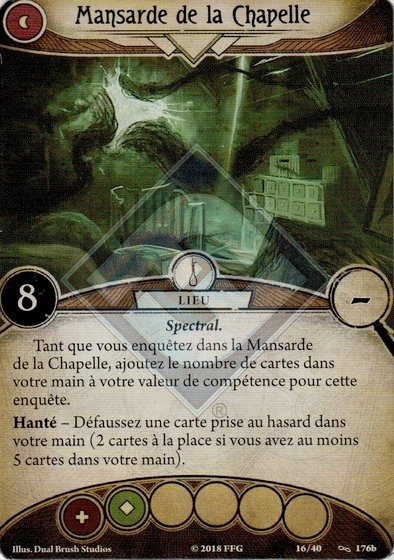 Mansarde de la Chapelle
8
LIEU
-
Spectral.
Tant que vous enquêtez dans la Mansarde
de la Chapelle, ajoutez le nombre de cartes dans
votre main à votre valeur de compétence pour cette
enquête.
Hanté – Défaussez une carte prise au hasard dans
votre main (2 cartes à la place si vous avez au moins
5 cartes dans votre main).
Illus. Dual Brush Studios © 2018 FFG 16/40 176b
®